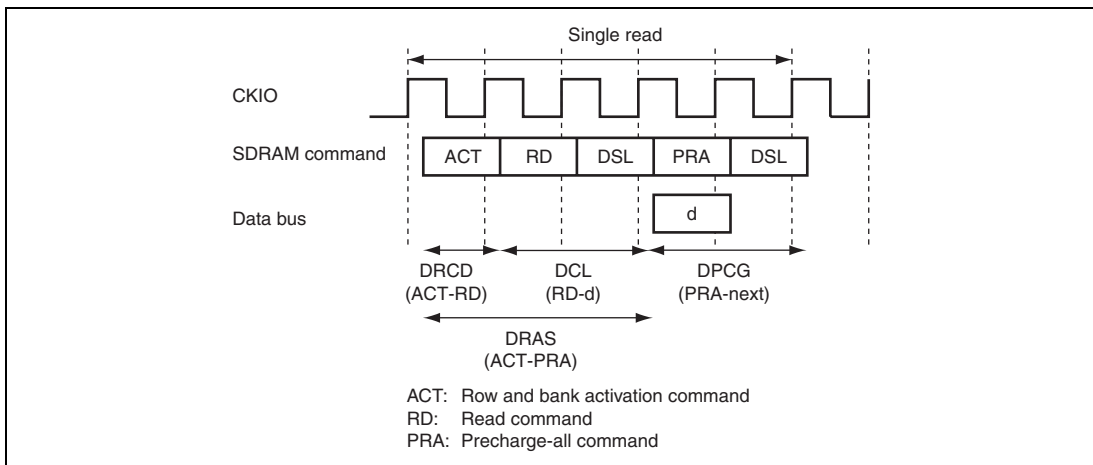 Single read
CKIO
SDRAM command
ACT RD DSL PRA DSL
Data bus
d
DRCD DCL DPCG
(ACT-RD) (RD-d) (PRA-next)
DRAS
(ACT-PRA)
ACT: Row and bank activation command
RD: Read command
PRA: Precharge-all command